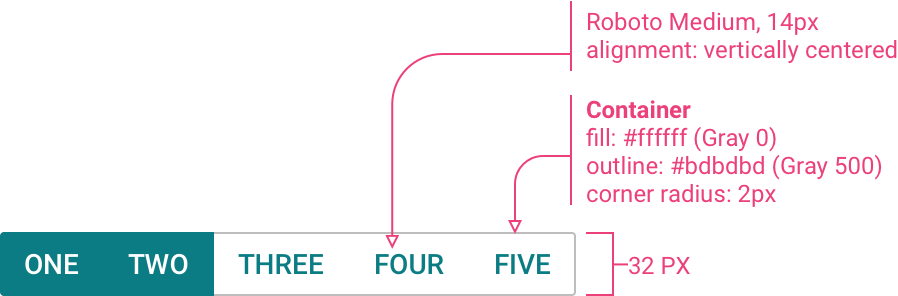 Roboto Medium, 14px
alignment: vertically centered
Container
fill: #ffffff (Gray 0)
outline: #bdbdbd (Gray 500)
corner radius: 2px
ONE TWO THREE FOUR FIVE
32 PX